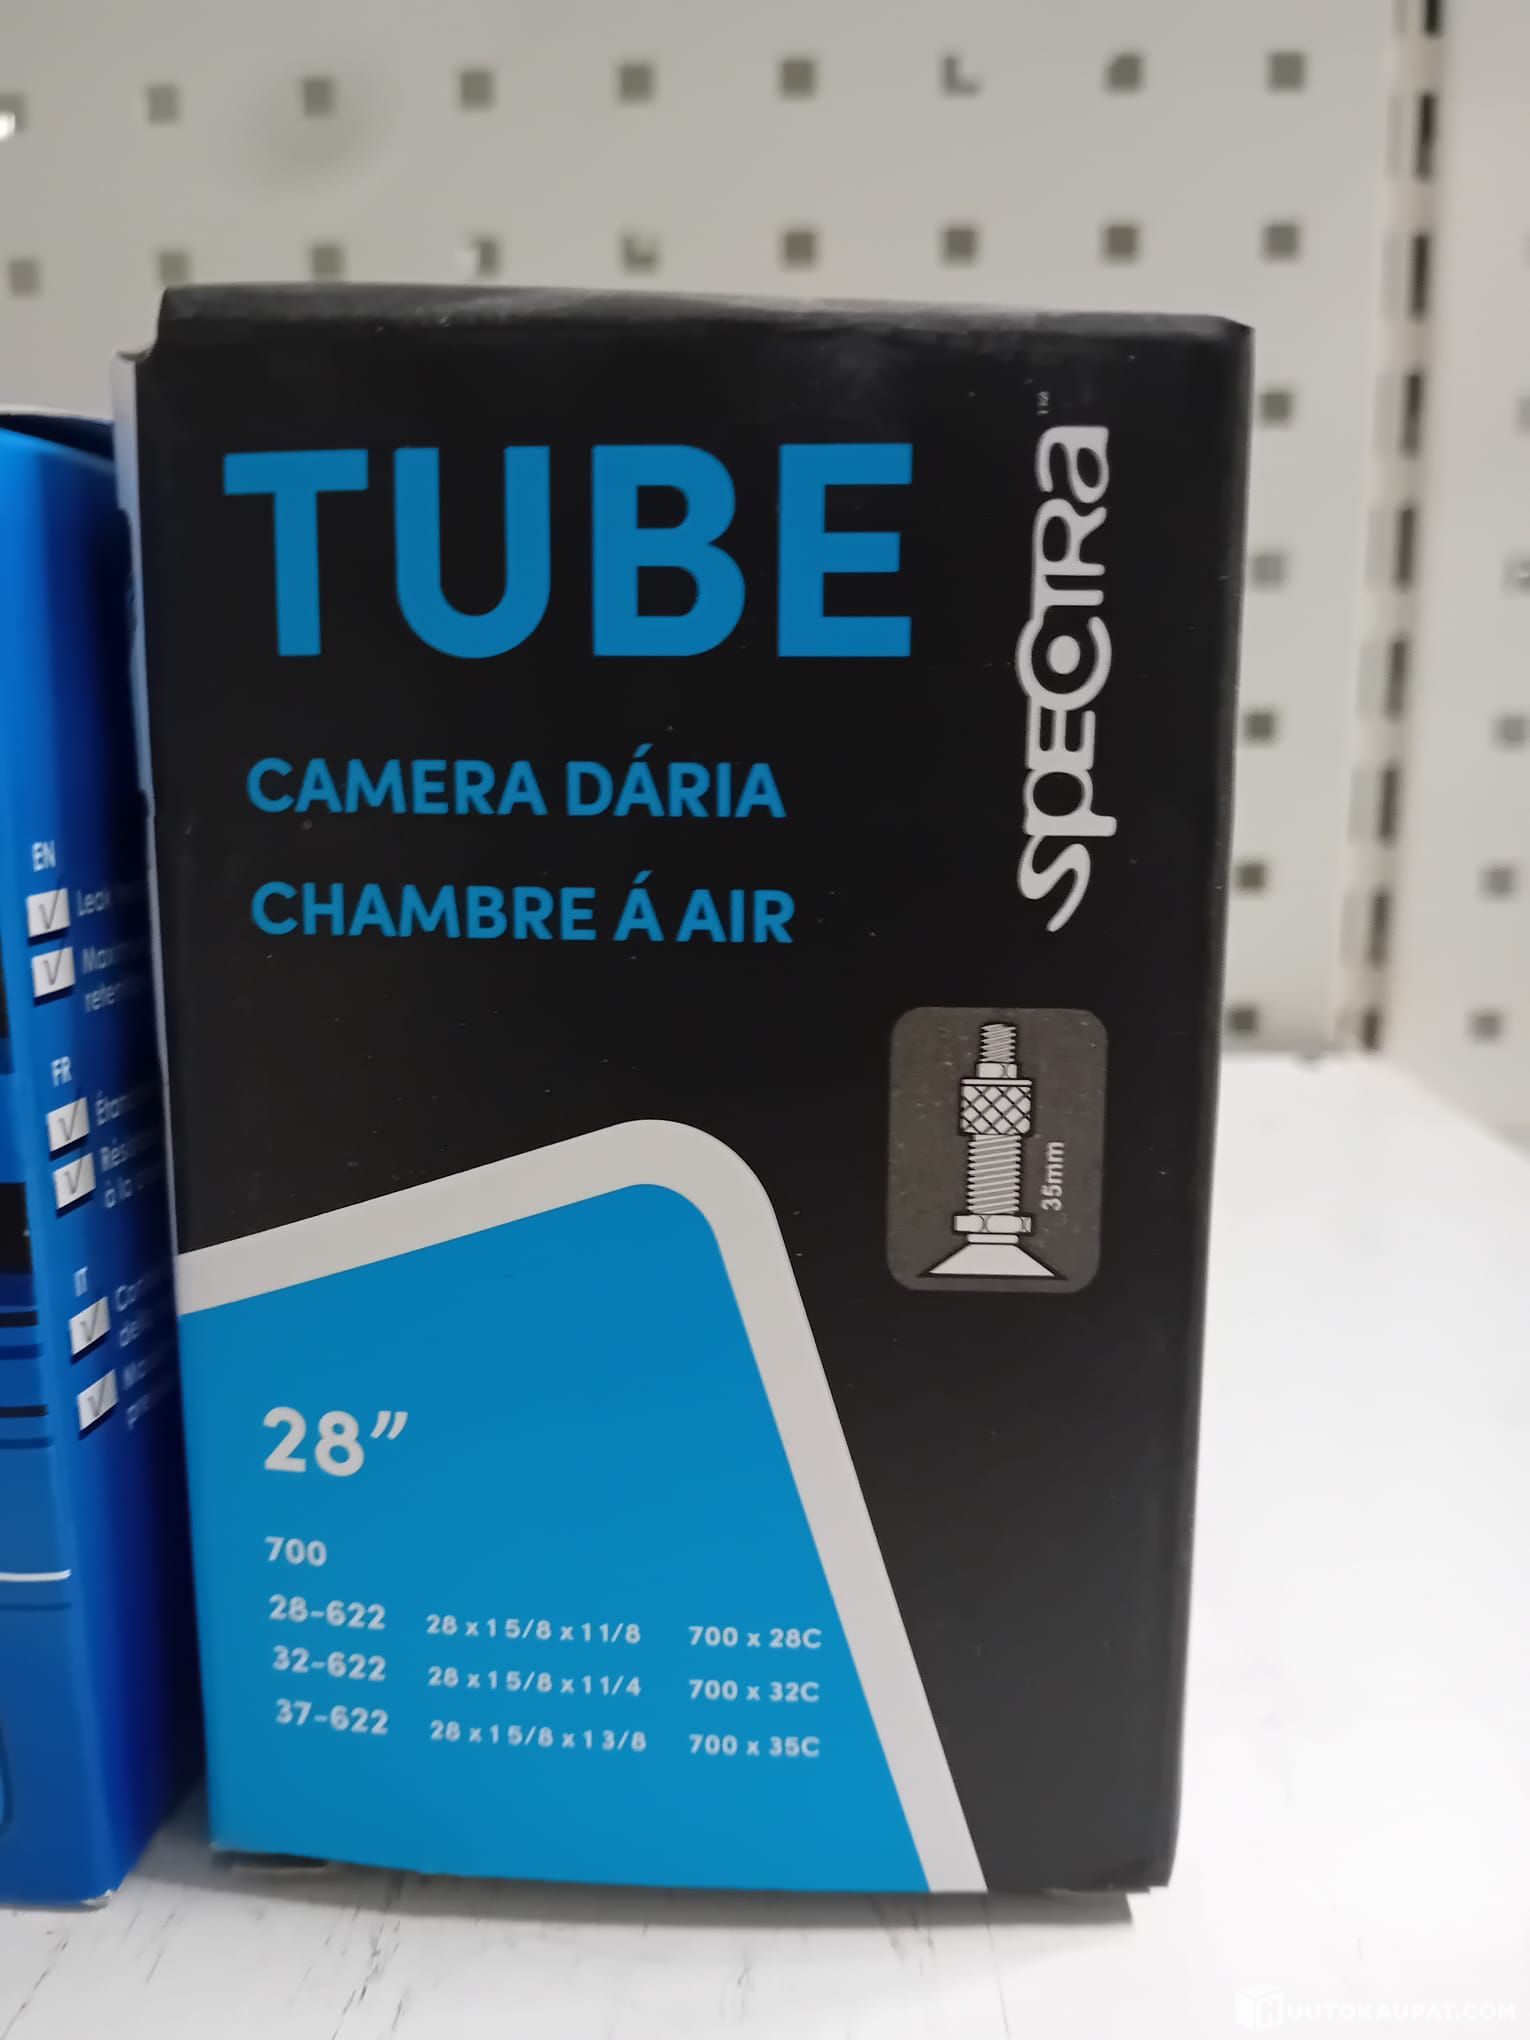 TUBE
SPECTRa
CAMERA DÁRIA
CHAMBRE Á AIR
35mm
28”
700
28-622 28 x 1 5/8 x 1 1/8 700 x 28C
32-622 28 x 1 5/8 x 1 1/4 700 x 32C
37-622 28 x 1 5/8 x 1 3/8 700 x 35C
EN
FR
IT
HUUTOKAUPAT.COM